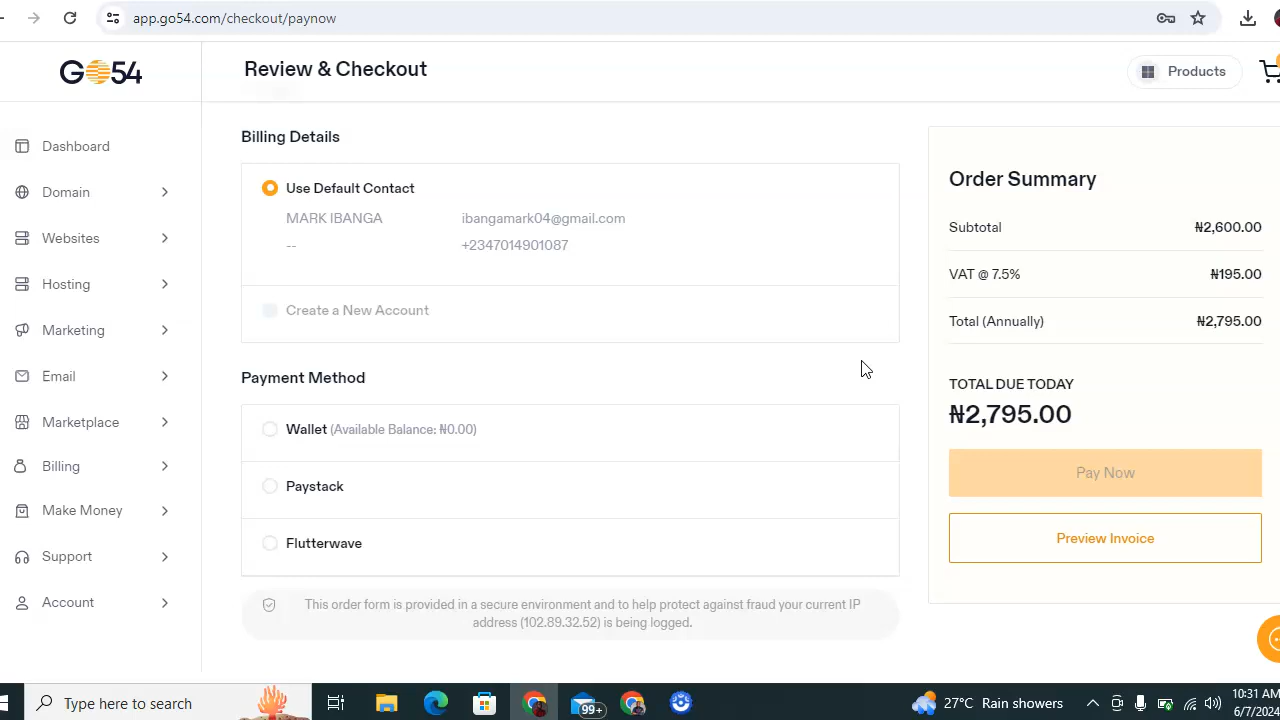 app.go54.com/checkout/paynow
GO54
Review & Checkout
Products
Dashboard
Domain
Websites
Hosting
Marketing
Email
Marketplace
Billing
Make Money
Support
Account
Billing Details
Use Default Contact
MARK IBANGA ibangamark04@gmail.com
-- +2347014901087
Create a New Account
Payment Method
Wallet (Available Balance: ₦0.00)
Paystack
Flutterwave
This order form is provided in a secure environment and to help protect against fraud your current IP
address (102.89.32.52) is being logged.
Order Summary
Subtotal ₦2,600.00
VAT @ 7.5% ₦195.00
Total (Annually) ₦2,795.00
TOTAL DUE TODAY
₦2,795.00
Pay Now
Preview Invoice
Type here to search
99+
27°C Rain showers
10:31 AM
6/7/2024